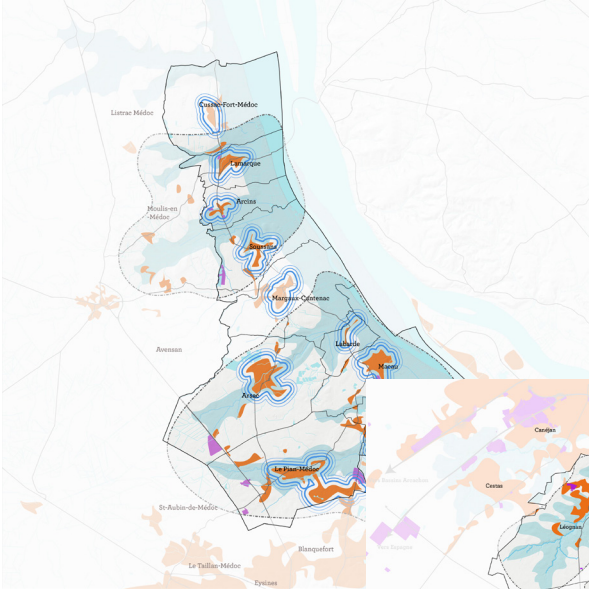 Cussac-Fort-Médoc
Listrac Médoc
Lamarque
Arcins
Moulis-en
-Médoc
Soussans
Margaux-Cantenac
Labarde
Avensan
Macau
Arsac
Canéjan
Le Pian-Médoc
Cestas
St-Aubin-de-Médoc
Léognan
Blanquefort
Le Taillan-Médoc
Eysines